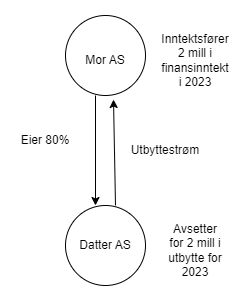 Mor AS
Inntektsfører
2 mill i
finansinntekt
i 2023
Eier 80%
Utbyttestrøm
Datter AS
Avsetter
for 2 mill i
utbytte for
2023